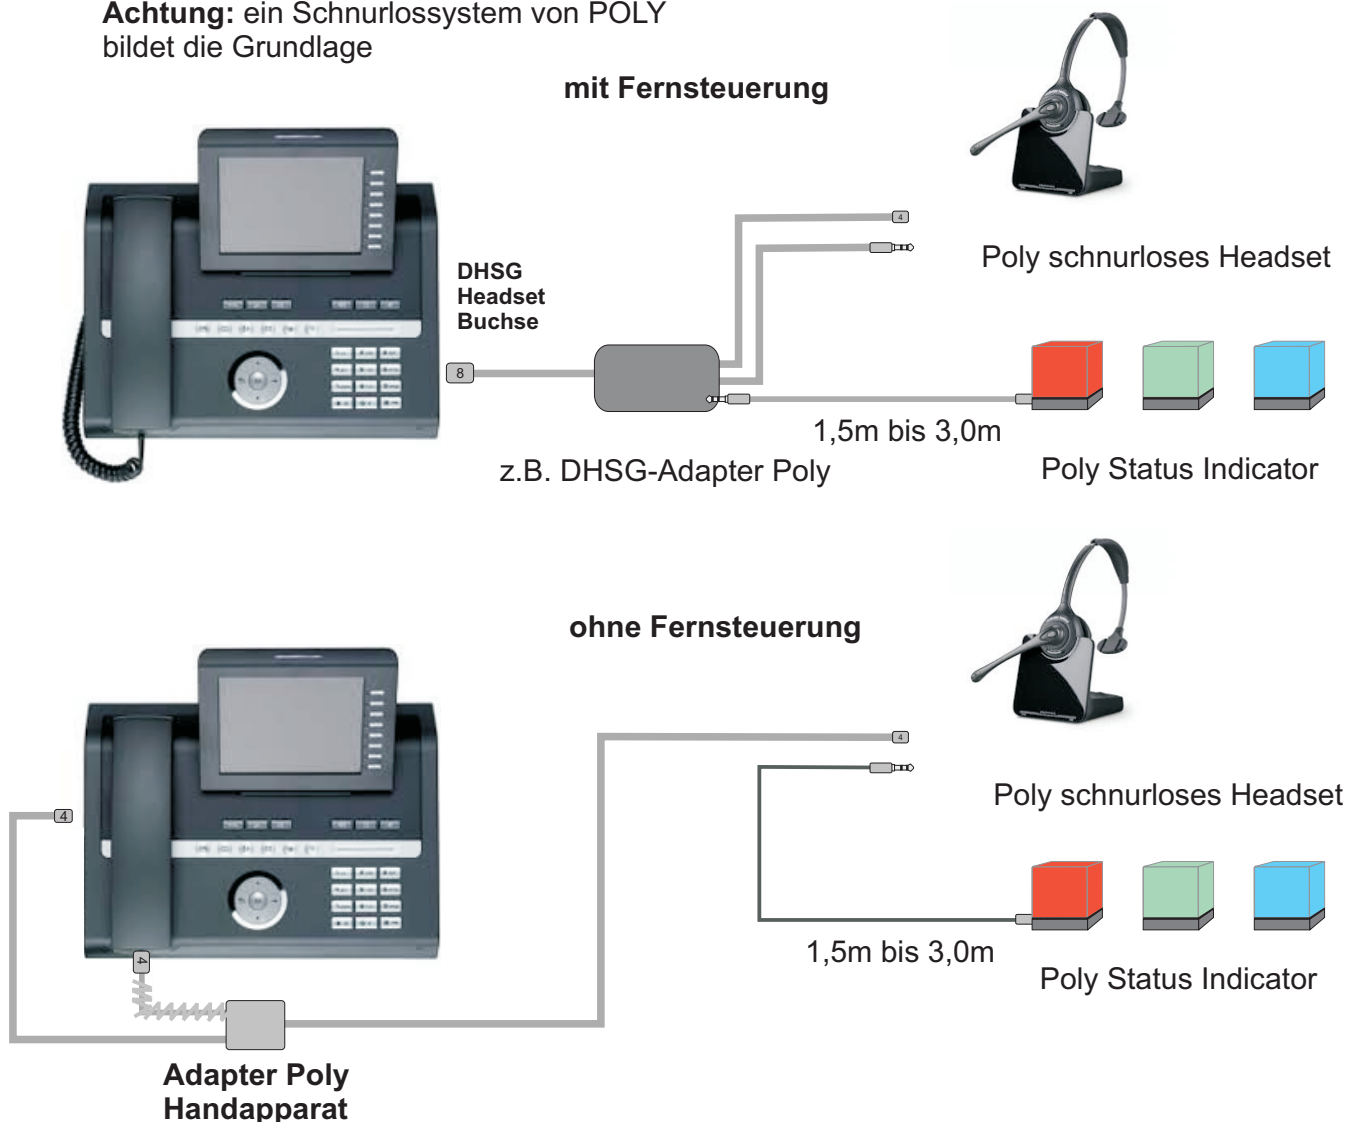 Achtung: ein Schnurlossystem von POLY
bildet die Grundlage
mit Fernsteuerung
4
Poly schnurloses Headset
DHSG
Headset
Buchse
8
1,5m bis 3,0m
z.B. DHSG-Adapter Poly
Poly Status Indicator
ohne Fernsteuerung
4
Poly schnurloses Headset
4
4
1,5m bis 3,0m
Poly Status Indicator
Adapter Poly
Handapparat